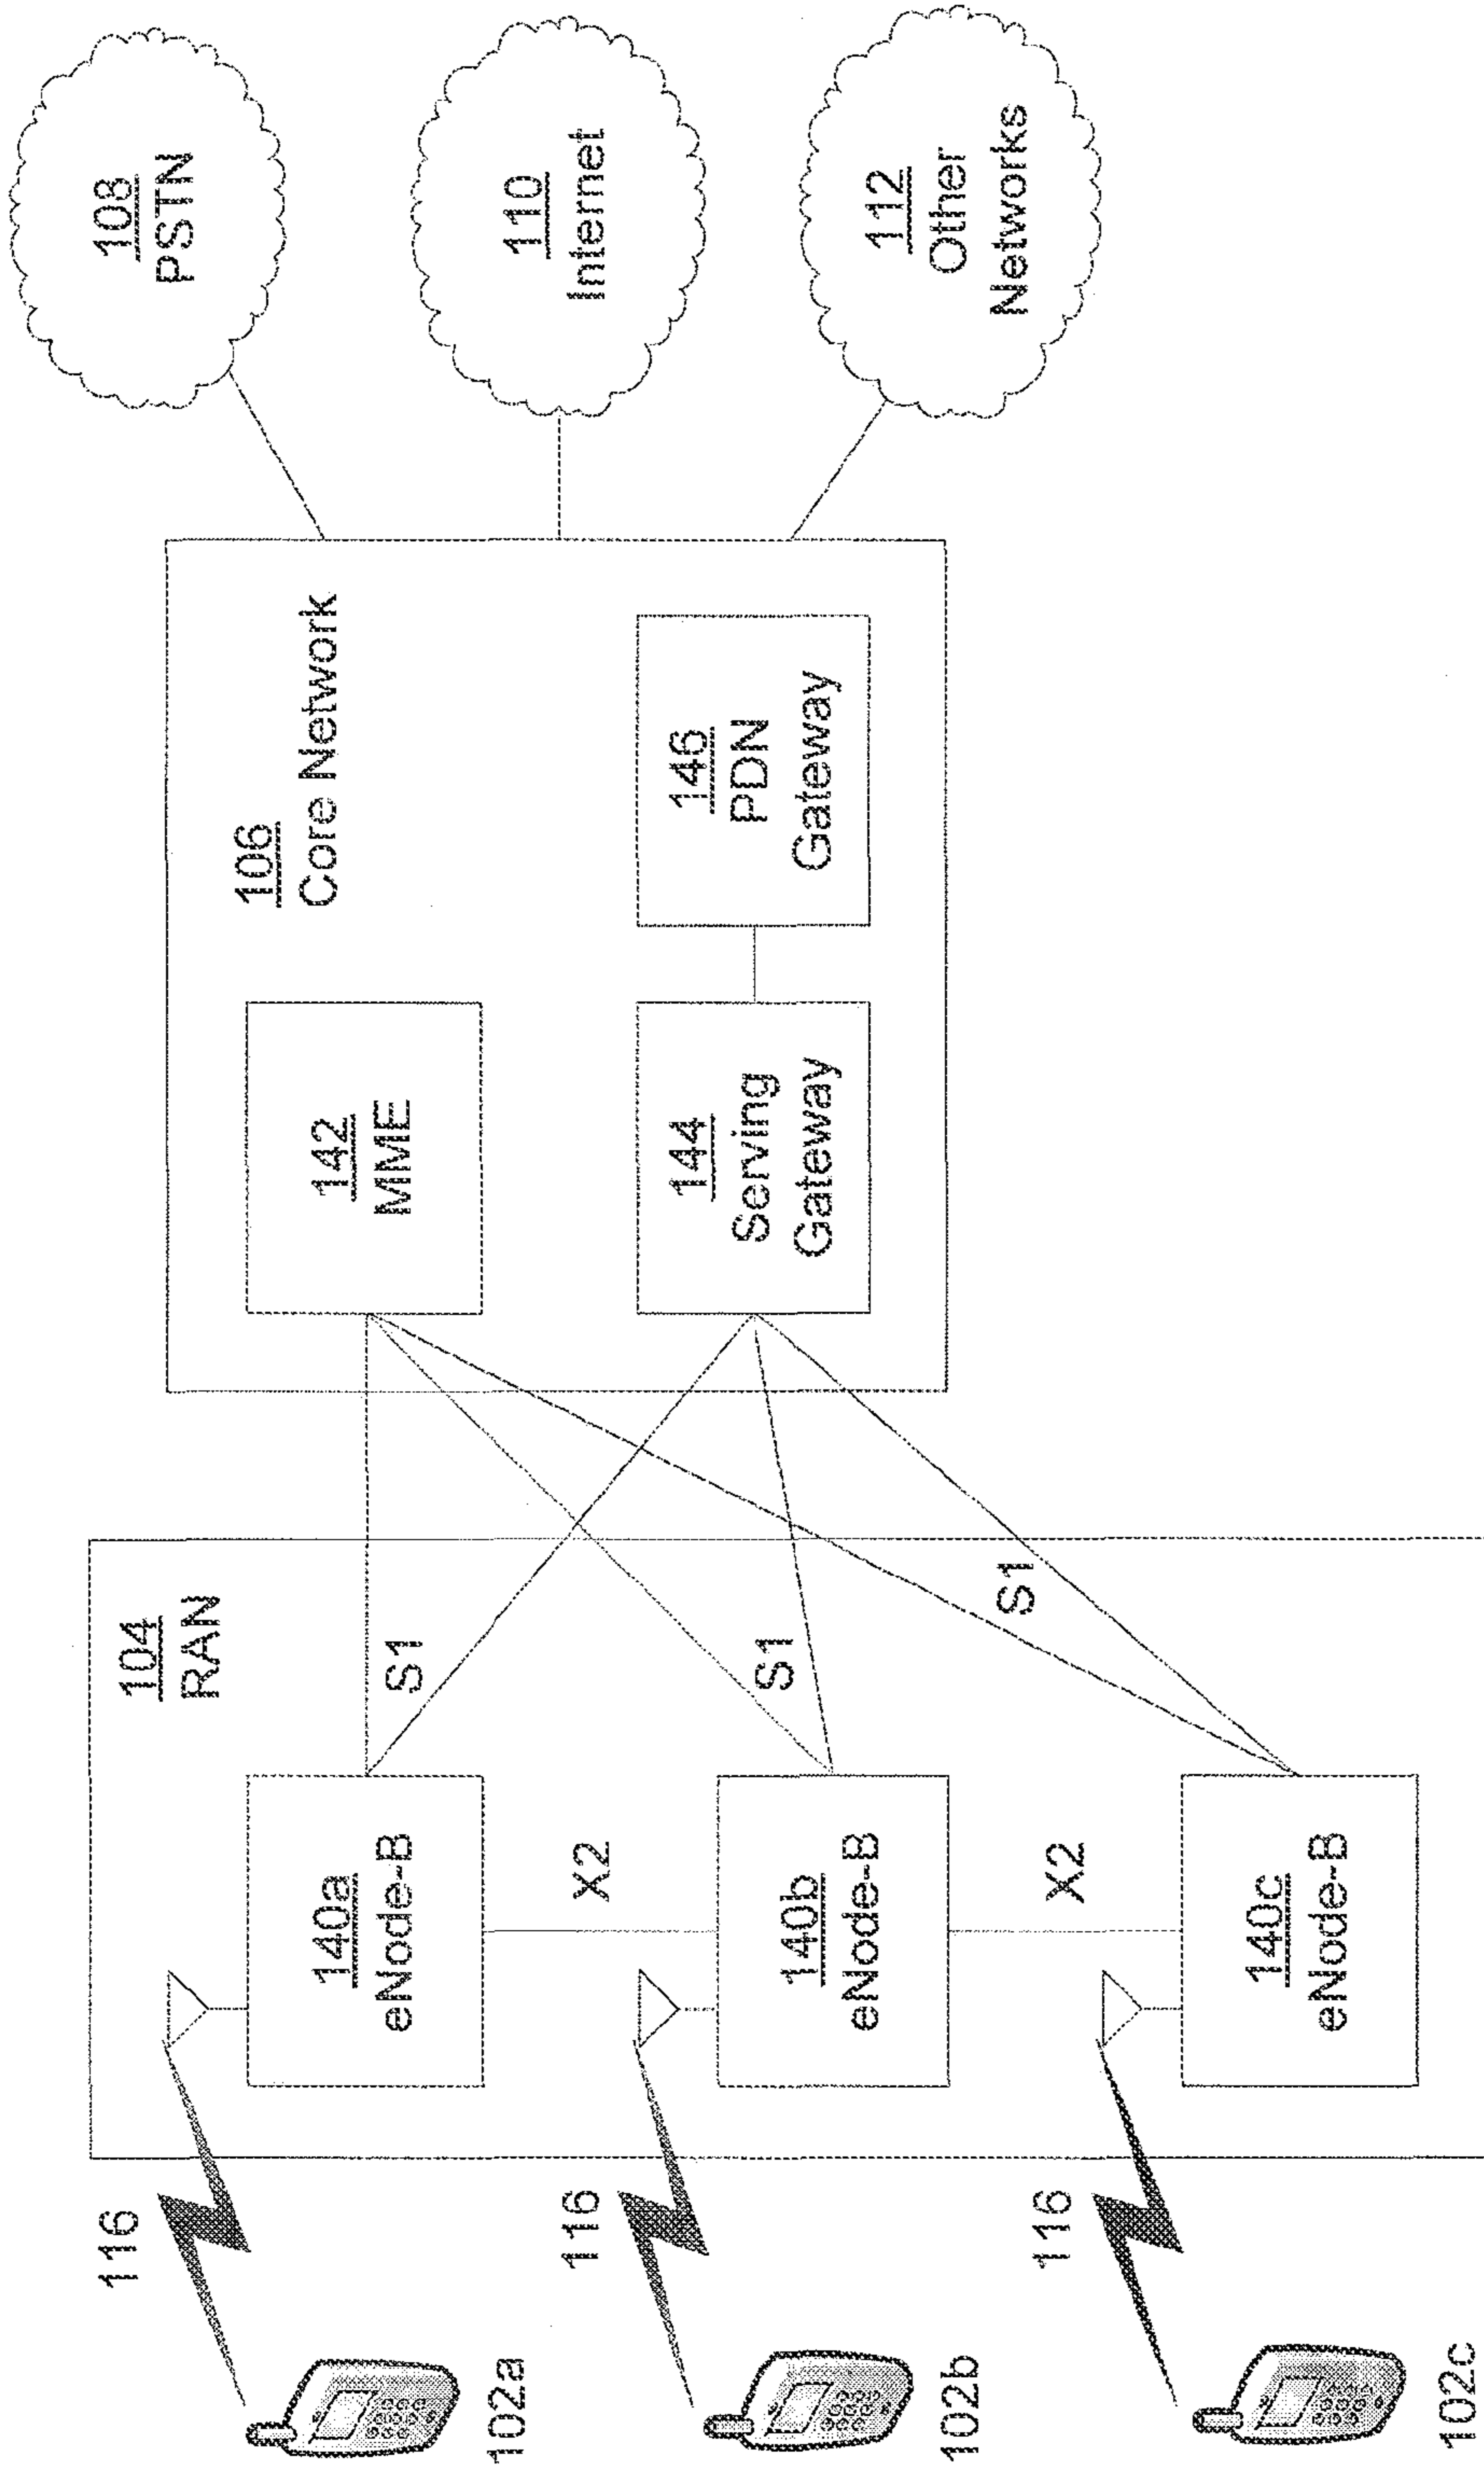 108
PSTN
110
Internet
112
Other
Networks
106
Core Network
142
MME
144
Serving
Gateway
146
PDN
Gateway
104
RAN
S1
S1
S1
140a
eNode-B
X2
140b
eNode-B
X2
140c
eNode-B
116
116
116
102a
102b
102c